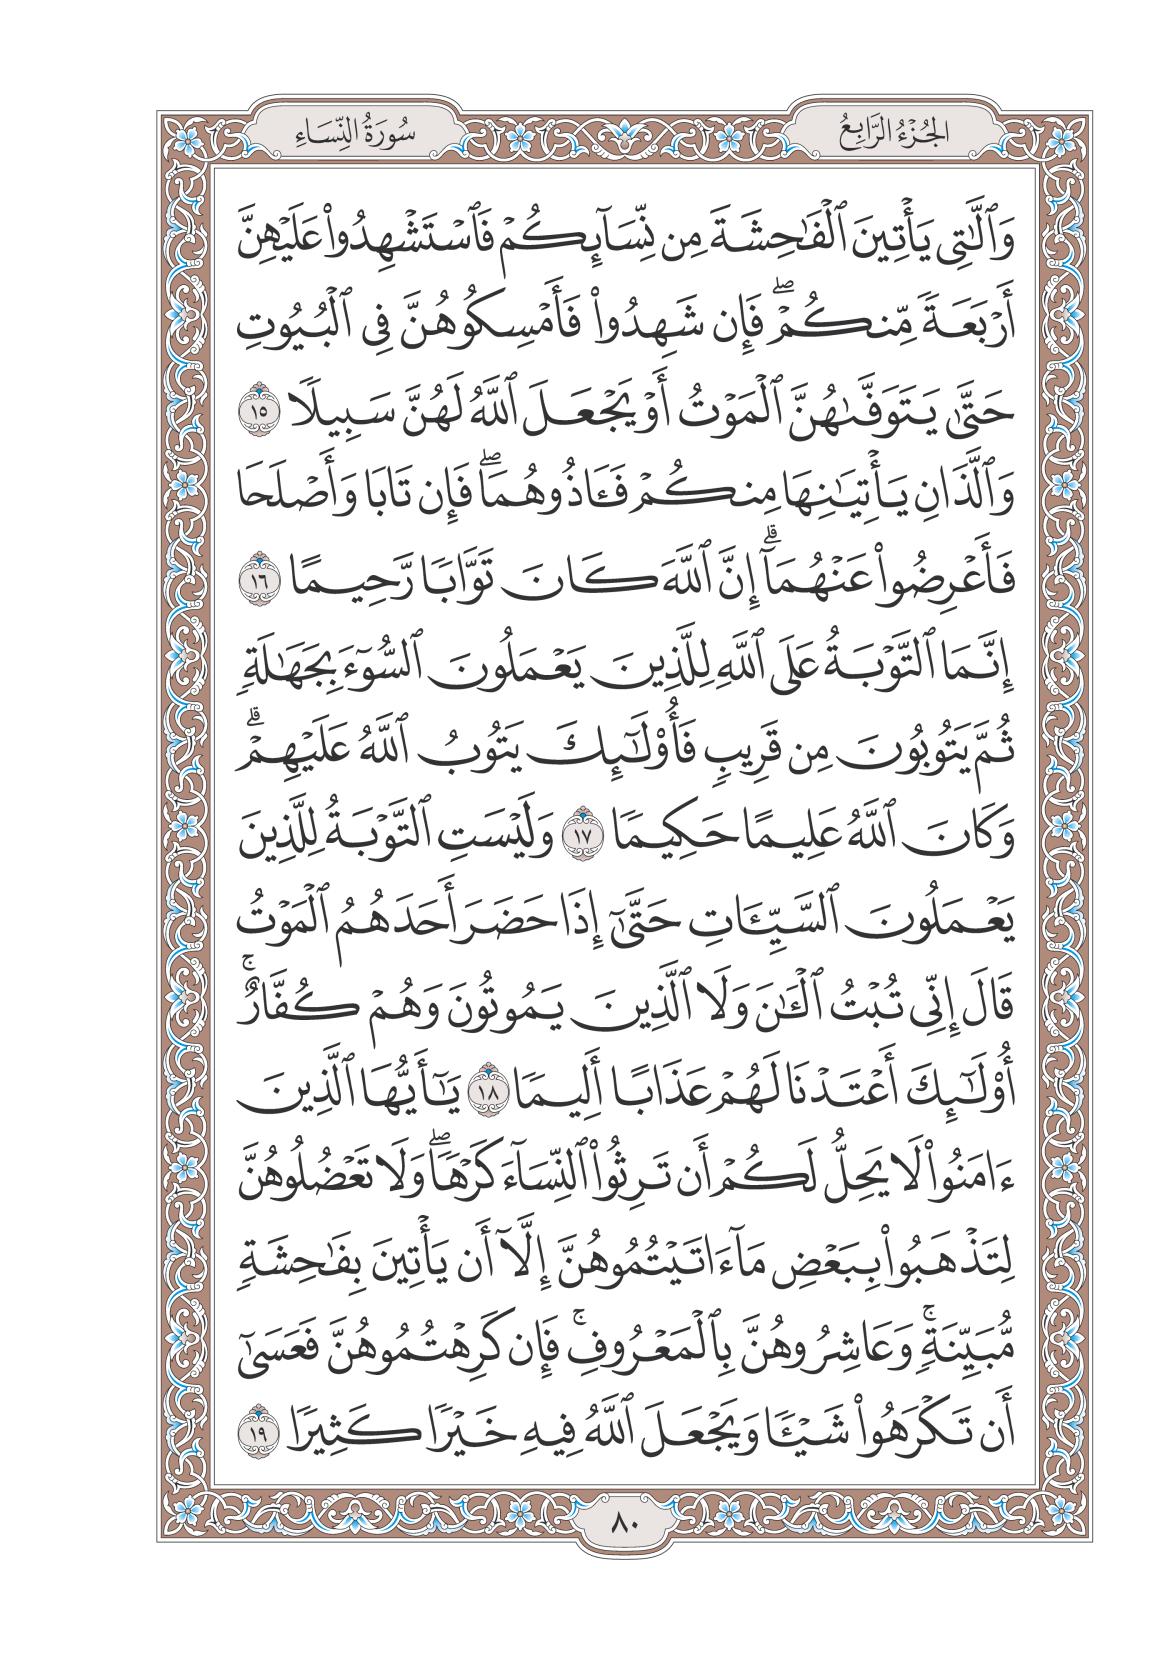 الجُزْءُ الرَّابِعُ
سُورَةُ النِّسَاءِ
وَٱلَّٰتِي يَأۡتِينَ ٱلۡفَٰحِشَةَ مِن نِّسَآئِكُمۡ فَٱسۡتَشۡهِدُواْ عَلَيۡهِنَّ
أَرۡبَعَةٗ مِّنكُمۡۖ فَإِن شَهِدُواْ فَأَمۡسِكُوهُنَّ فِي ٱلۡبُيُوتِ
حَتَّىٰ يَتَوَفَّىٰهُنَّ ٱلۡمَوۡتُ أَوۡ يَجۡعَلَ ٱللَّهُ لَهُنَّ سَبِيلٗا ١٥
وَٱلَّذَانِ يَأۡتِيَٰنِهَا مِنكُمۡ فَـَٔاذُوهُمَاۖ فَإِن تَابَا وَأَصۡلَحَا
فَأَعۡرِضُواْ عَنۡهُمَآۗ إِنَّ ٱللَّهَ كَانَ تَوَّابٗا رَّحِيمًا ١٦
إِنَّمَا ٱلتَّوۡبَةُ عَلَى ٱللَّهِ لِلَّذِينَ يَعۡمَلُونَ ٱلسُّوٓءَ بِجَهَٰلَةٖ
ثُمَّ يَتُوبُونَ مِن قَرِيبٖ فَأُوْلَٰٓئِكَ يَتُوبُ ٱللَّهُ عَلَيۡهِمۡۗ
وَكَانَ ٱللَّهُ عَلِيمًا حَكِيمٗا ١٧ وَلَيۡسَتِ ٱلتَّوۡبَةُ لِلَّذِينَ
يَعۡمَلُونَ ٱلسَّيِّـَٔاتِ حَتَّىٰٓ إِذَا حَضَرَ أَحَدَهُمُ ٱلۡمَوۡتُ
قَالَ إِنِّي تُبۡتُ ٱلۡـَٰٔنَ وَلَا ٱلَّذِينَ يَمُوتُونَ وَهُمۡ كُفَّارٌۚ
أُوْلَٰٓئِكَ أَعۡتَدۡنَا لَهُمۡ عَذَابًا أَلِيمٗا ١٨ يَٰٓأَيُّهَا ٱلَّذِينَ
ءَامَنُواْ لَا يَحِلُّ لَكُمۡ أَن تَرِثُواْ ٱلنِّسَآءَ كَرۡهٗاۖ وَلَا تَعۡضُلُوهُنَّ
لِتَذۡهَبُواْ بِبَعۡضِ مَآ ءَاتَيۡتُمُوهُنَّ إِلَّآ أَن يَأۡتِينَ بِفَٰحِشَةٖ
مُّبَيِّنَةٖۚ وَعَاشِرُوهُنَّ بِٱلۡمَعۡرُوفِۚ فَإِن كَرِهۡتُمُوهُنَّ فَعَسَىٰٓ
أَن تَكۡرَهُواْ شَيۡـٔٗا وَيَجۡعَلَ ٱللَّهُ فِيهِ خَيۡرٗا كَثِيرٗا ١٩
٨٠